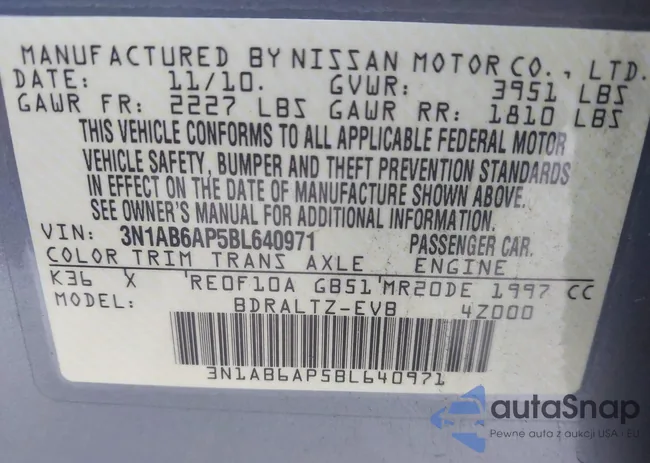 MANUFACTURED BY NISSAN MOTOR CO., LTD.
DATE: 11/10. GVWR: 3951 LBS
GAWR FR: 2227 LBS GAWR RR: 1810 LBS
THIS VEHICLE CONFORMS TO ALL APPLICABLE FEDERAL MOTOR
VEHICLE SAFETY, BUMPER AND THEFT PREVENTION STANDARDS
IN EFFECT ON THE DATE OF MANUFACTURE SHOWN ABOVE.
SEE OWNER'S MANUAL FOR ADDITIONAL INFORMATION.
VIN: 3N1AB6AP5BL640971 PASSENGER CAR.
COLOR TRIM TRANS AXLE ENGINE
K36 X 'RE0F10A GB51'MR20DE 1997 CC
MODEL: BDRALTZ-EVB 4Z000
3N1AB6AP5BL640971
autaSnap
Pewne auta z aukcji USA - EU